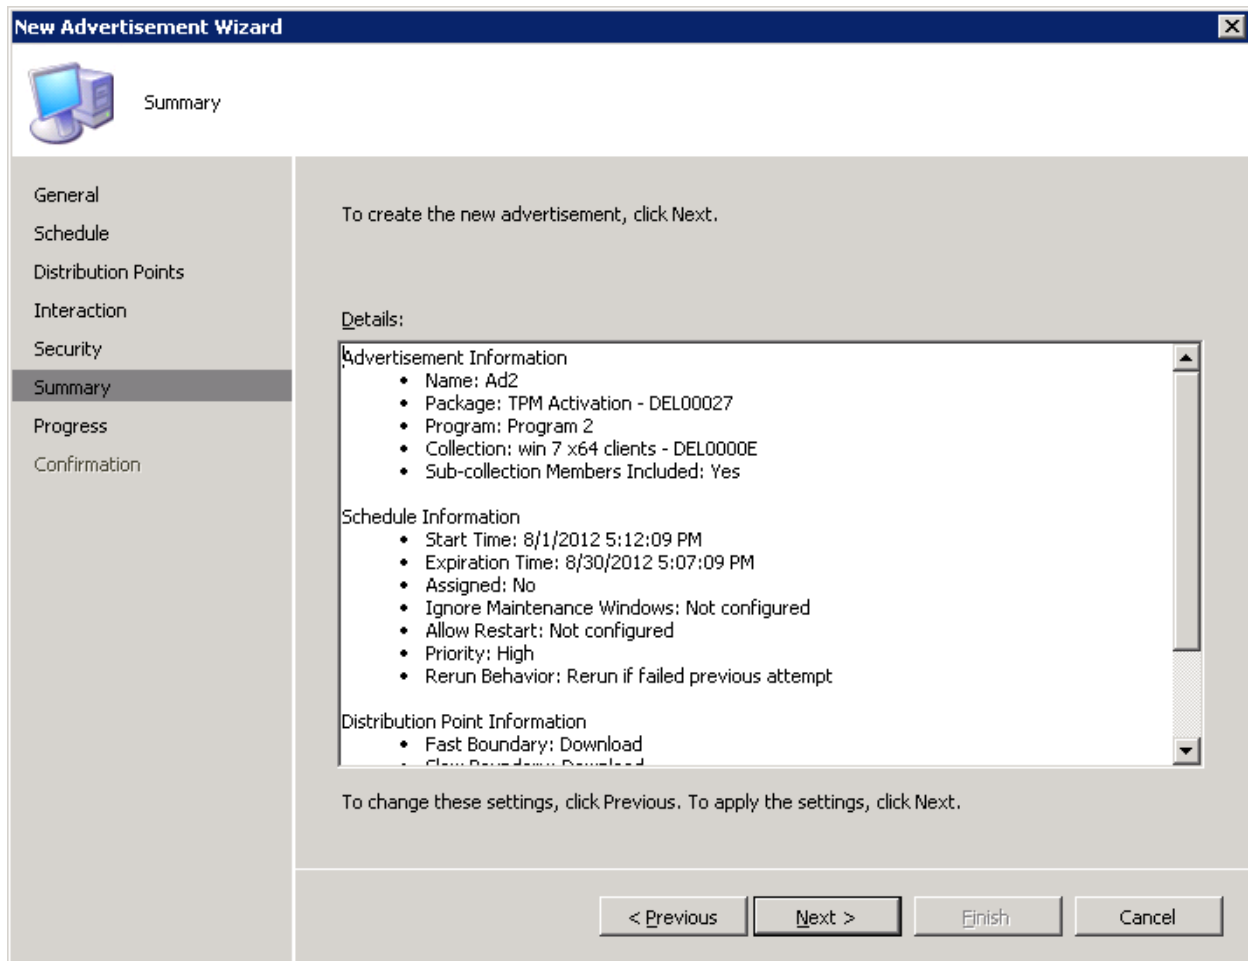 New Advertisement Wizard
Summary
General
Schedule
Distribution Points
Interaction
Security
Summary
Progress
Confirmation
To create the new advertisement, click Next.
Details:
Advertisement Information
• Name: Ad2
• Package: TPM Activation - DEL00027
• Program: Program 2
• Collection: win 7 x64 clients - DEL0000E
• Sub-collection Members Included: Yes
Schedule Information
• Start Time: 8/1/2012 5:12:09 PM
• Expiration Time: 8/30/2012 5:07:09 PM
• Assigned: No
• Ignore Maintenance Windows: Not configured
• Allow Restart: Not configured
• Priority: High
• Rerun Behavior: Rerun if failed previous attempt
Distribution Point Information
• Fast Boundary: Download
To change these settings, click Previous. To apply the settings, click Next.
< Previous
Next >
Finish
Cancel